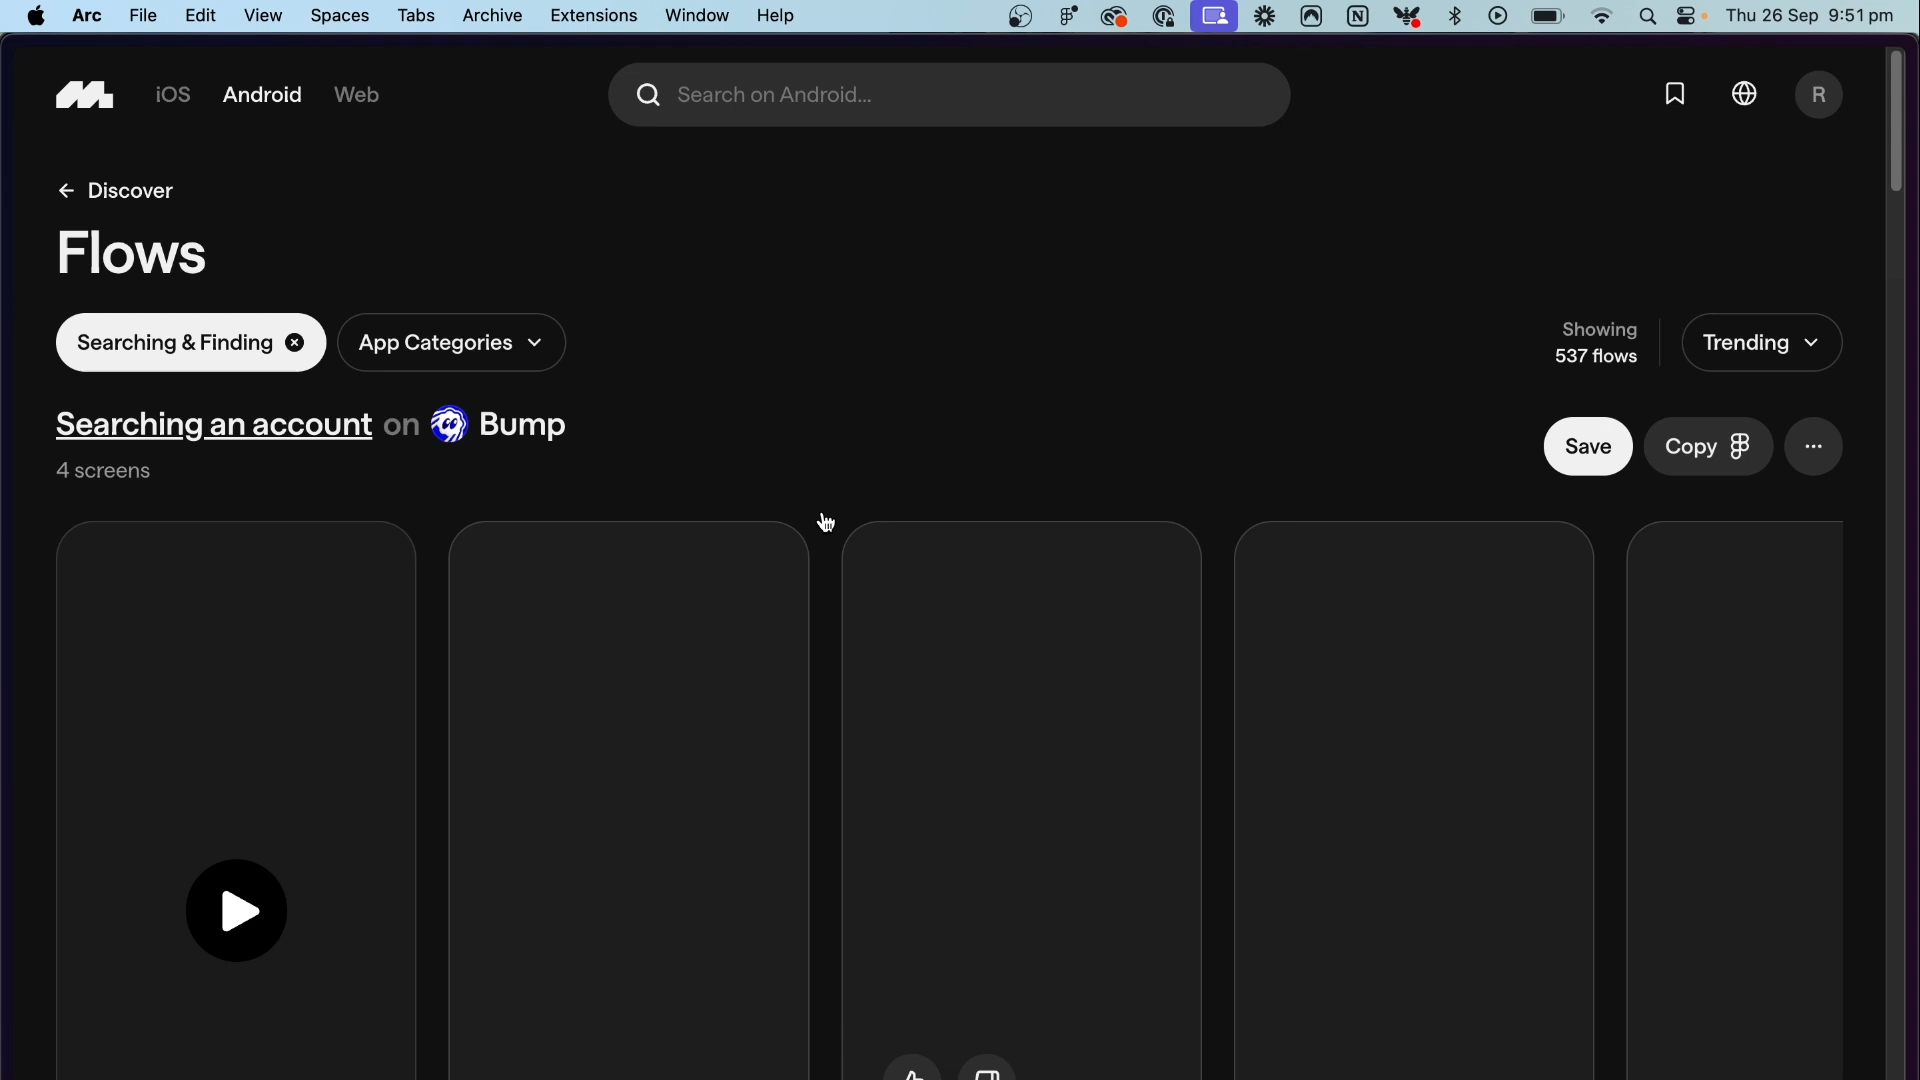 Arc File Edit View Spaces Tabs Archive Extensions Window Help Thu 26 Sep 9:51 pm
iOS Android Web Search on Android... R
Discover
Flows
Searching & Finding App Categories Showing 537 flows Trending
Searching an account on Bump
4 screens
Save Copy ...